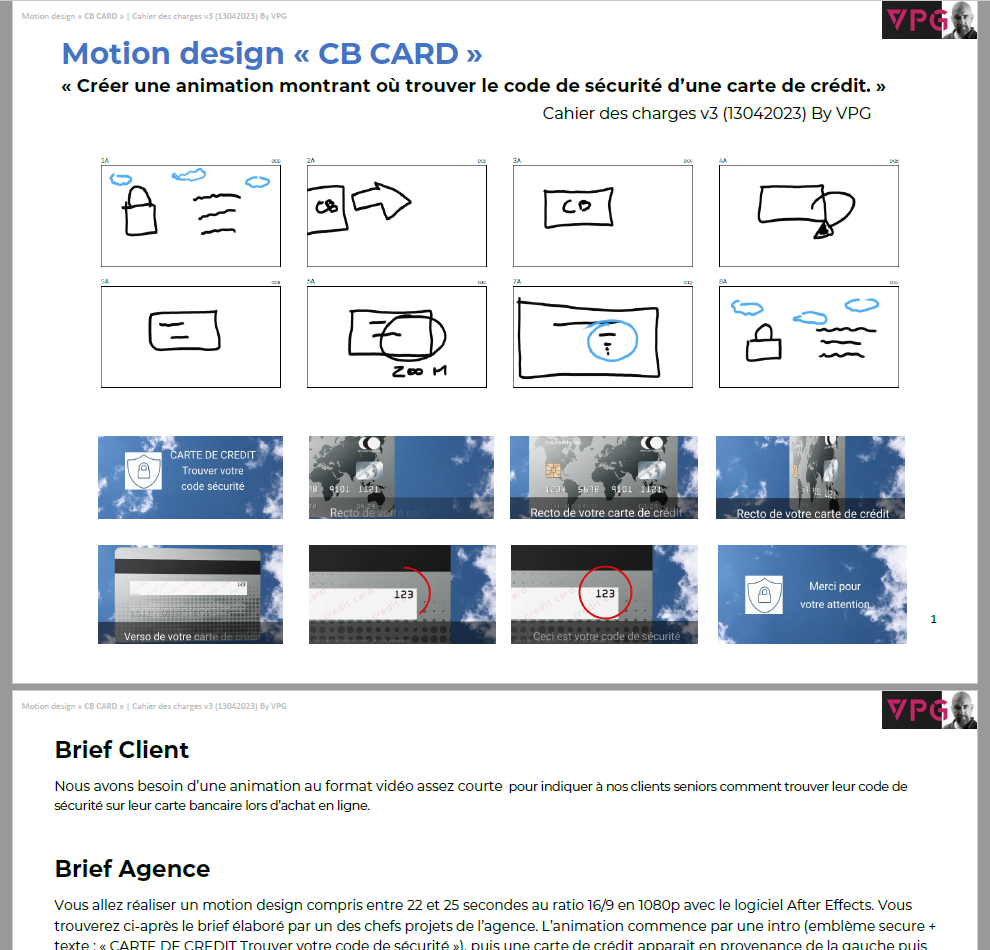 Motion design « CB CARD » | Cahier des charges v3 (13042023) By VPG
VPG
Motion design « CB CARD »
« Créer une animation montrant où trouver le code de sécurité d’une carte de crédit. »
Cahier des charges v3 (13042023) By VPG
1A
2A
3A
4A
CB
CB
5A
6A
7A
8A
200 M
CARTE DE CREDIT
Trouver votre
code sécurité
9101 1121
Recto de votre carte
1234 5678 9101 1121
Recto de votre carte de crédit
Recto de votre carte de crédit
123
Verso de votre carte de crédit
123
123
Ceci est votre code de sécurité
Merci pour
votre attention
1
Motion design « CB CARD » | Cahier des charges v3 (13042023) By VPG
VPG
Brief Client
Nous avons besoin d’une animation au format vidéo assez courte pour indiquer à nos clients seniors comment trouver leur code de
sécurité sur leur carte bancaire lors d’achat en ligne.
Brief Agence
Vous allez réaliser un motion design compris entre 22 et 25 secondes au ratio 16/9 en 1080p avec le logiciel After Effects. Vous
trouverez ci-après le brief élaboré par un des chefs projets de l’agence. L’animation commence par une intro (emblème secure +
texte : « CARTE DE CREDIT Trouver votre code de sécurité »), puis une carte de crédit apparait en provenance de la gauche puis